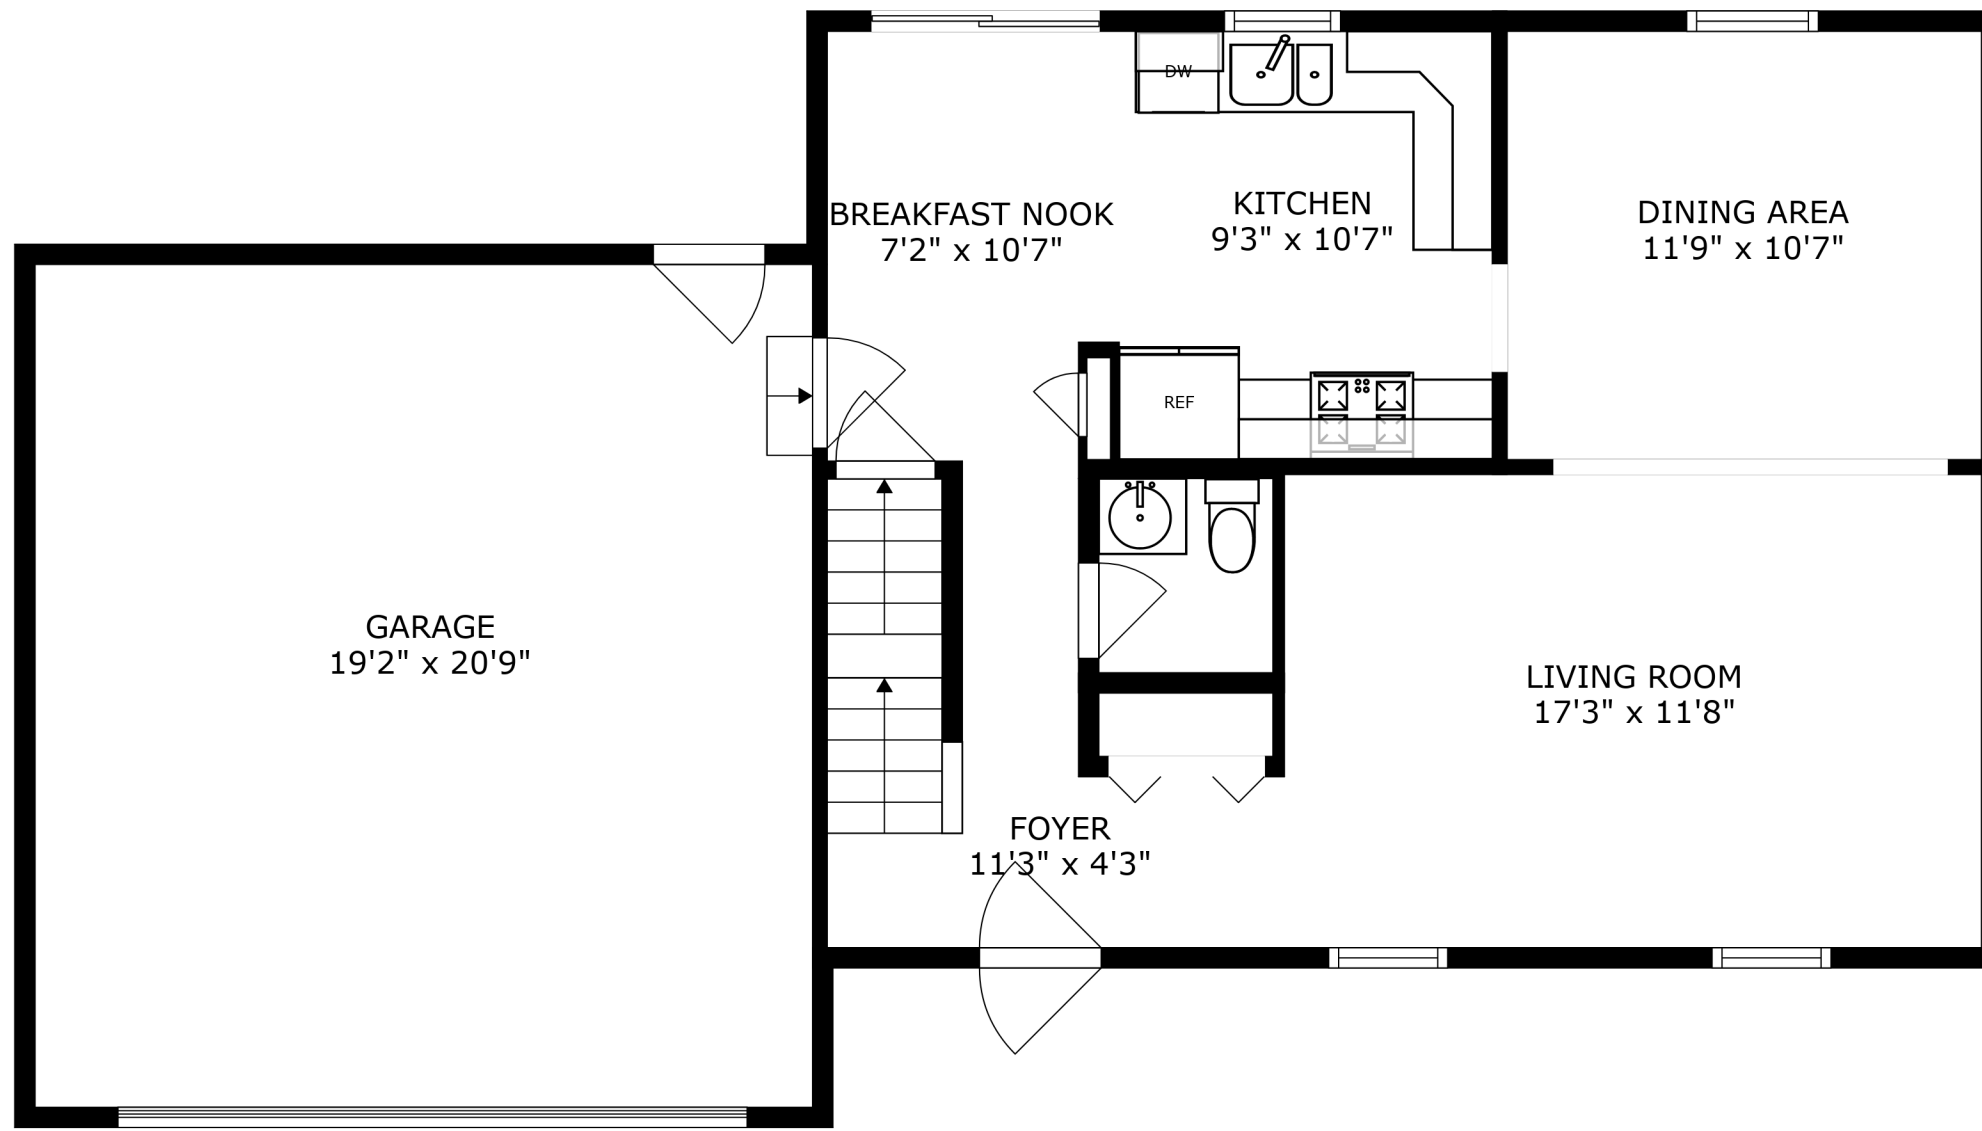 DW
BREAKFAST NOOK
7'2" x 10'7"
KITCHEN
9'3" x 10'7"
DINING AREA
11'9" x 10'7"
REF
GARAGE
19'2" x 20'9"
LIVING ROOM
17'3" x 11'8"
FOYER
11'3" x 4'3"